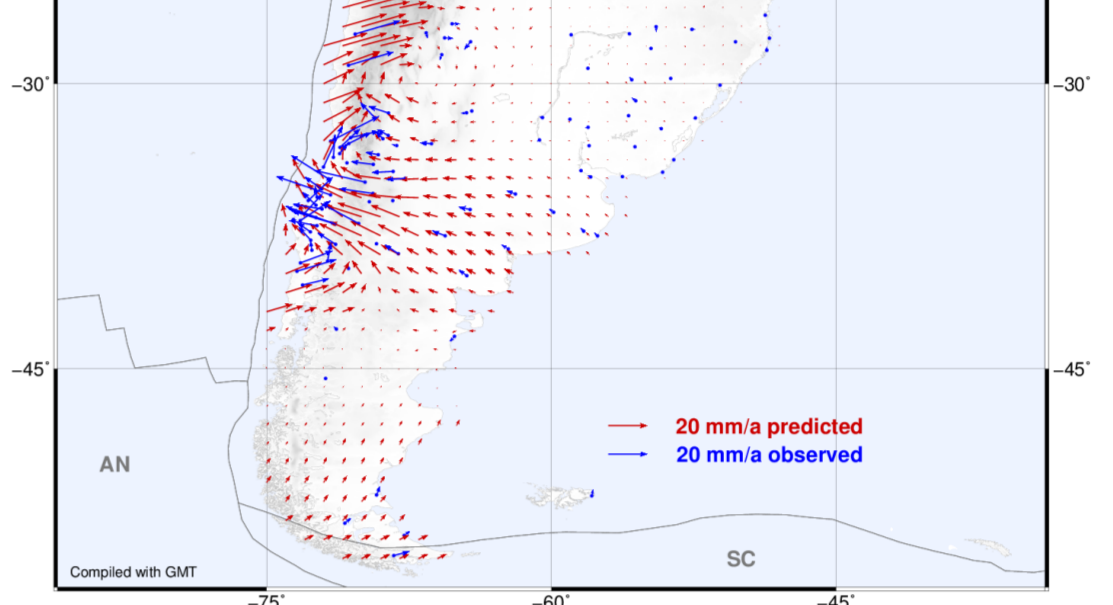 −30˚
−30˚
−45˚
−45˚
20 mm/a predicted
20 mm/a observed
AN
SC
Compiled with GMT
−75˚
−60˚
−45˚